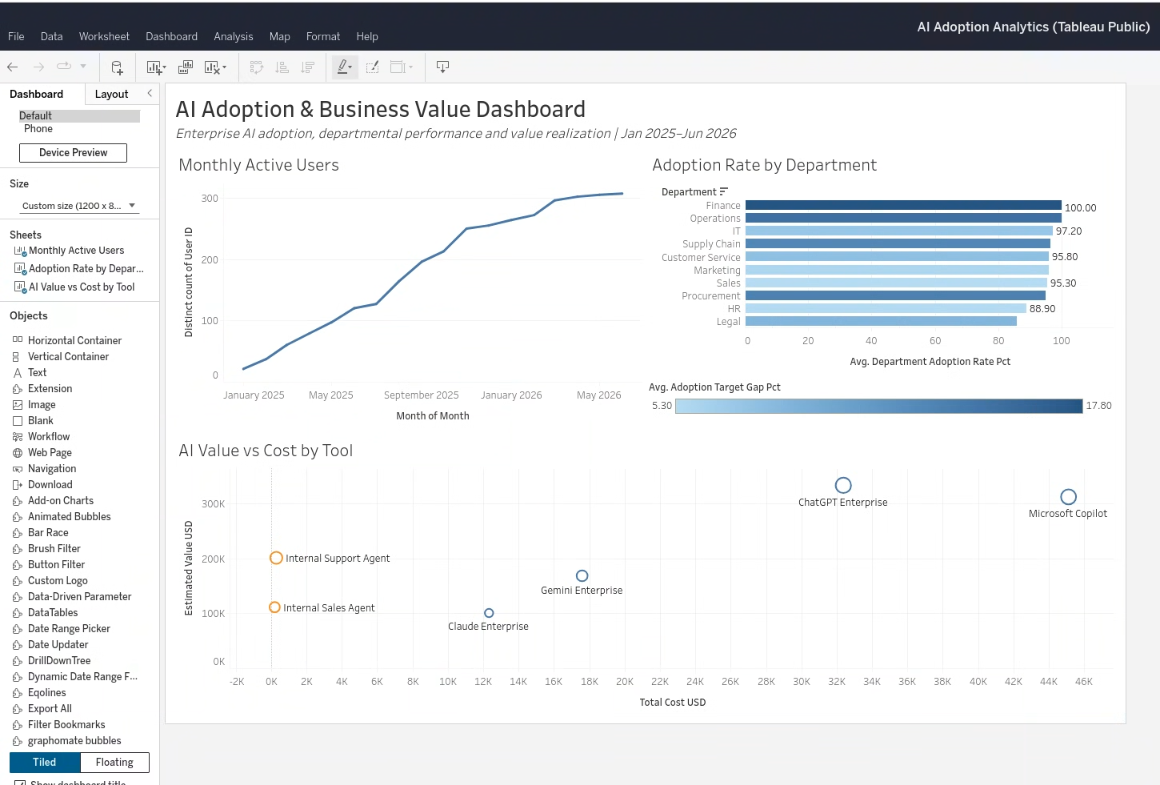 AI Adoption Analytics (Tableau Public)
File Data Worksheet Dashboard Analysis Map Format Help
Dashboard Layout
Default
Phone
Device Preview
Size
Custom size (1200 x 8...
Sheets
Monthly Active Users
Adoption Rate by Depar...
AI Value vs Cost by Tool
Objects
Horizontal Container
Vertical Container
Text
Extension
Image
Blank
Workflow
Web Page
Navigation
Download
Add-on Charts
Animated Bubbles
Bar Race
Brush Filter
Button Filter
Custom Logo
Data-Driven Parameter
DataTables
Date Range Picker
Date Updater
DrillDownTree
Dynamic Date Range F...
Eqolines
Export All
Filter Bookmarks
graphomate bubbles
Tiled Floating
Show dashboard title
AI Adoption & Business Value Dashboard
Enterprise AI adoption, departmental performance and value realization | Jan 2025–Jun 2026
Monthly Active Users
300
200
100
0
Distinct count of User ID
January 2025 May 2025 September 2025 January 2026 May 2026
Month of Month
Adoption Rate by Department
Department
Finance 100.00
Operations
IT 97.20
Supply Chain
Customer Service 95.80
Marketing
Sales 95.30
Procurement
HR 88.90
Legal
0 20 40 60 80 100
Avg. Department Adoption Rate Pct
Avg. Adoption Target Gap Pct
5.30 17.80
AI Value vs Cost by Tool
300K
200K
100K
0K
Estimated Value USD
ChatGPT Enterprise
Microsoft Copilot
Internal Support Agent
Gemini Enterprise
Internal Sales Agent
Claude Enterprise
-2K 0K 2K 4K 6K 8K 10K 12K 14K 16K 18K 20K 22K 24K 26K 28K 30K 32K 34K 36K 38K 40K 42K 44K 46K
Total Cost USD